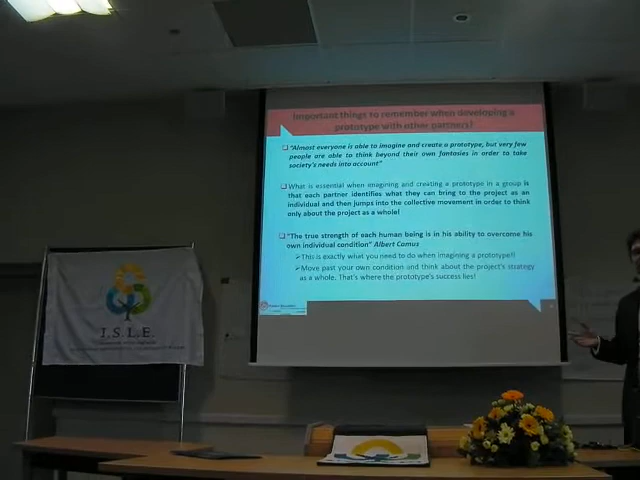 Important things to remember when developing a
prototype with other partners?
"Almost everyone is able to imagine and create a prototype, but very few
people are able to think beyond their own fantasies in order to take
society's needs into account"
What is essential when imagining and creating a prototype in a group is
that each partner identifies what they can bring to the project as an
individual and then jumps into the collective movement in order to think
only about the project as a whole!
"The true strength of each human being is in his ability to overcome his
own individual condition" Albert Camus
This is exactly what you need to do when imagining a prototype!!
Move past your own condition and think about the project's strategy
as a whole. That's where the prototype's success lies!
I.S.L.E.